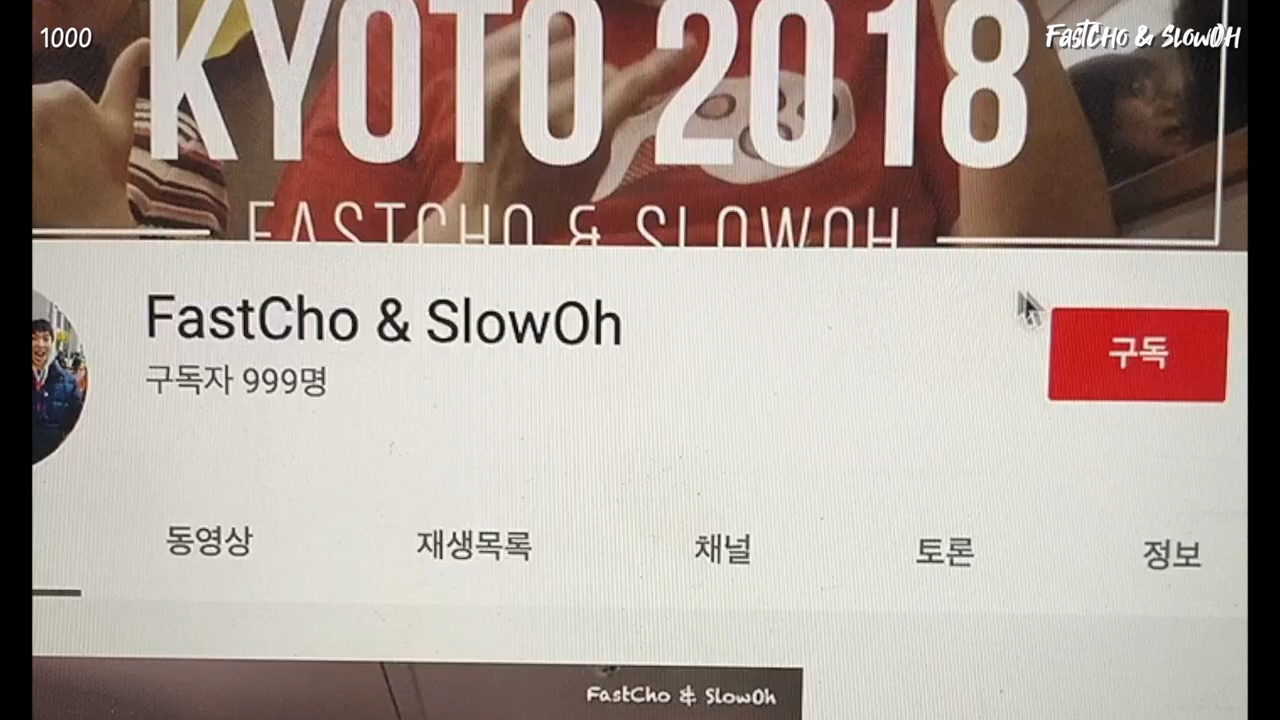 1000
FastCho & SlowOH
KYOTO 2018
FASTCHO & SLOWOH
FastCho & SlowOh
구독자 999명
구독
동영상
재생목록
채널
토론
정보
FastCho & SlowOh